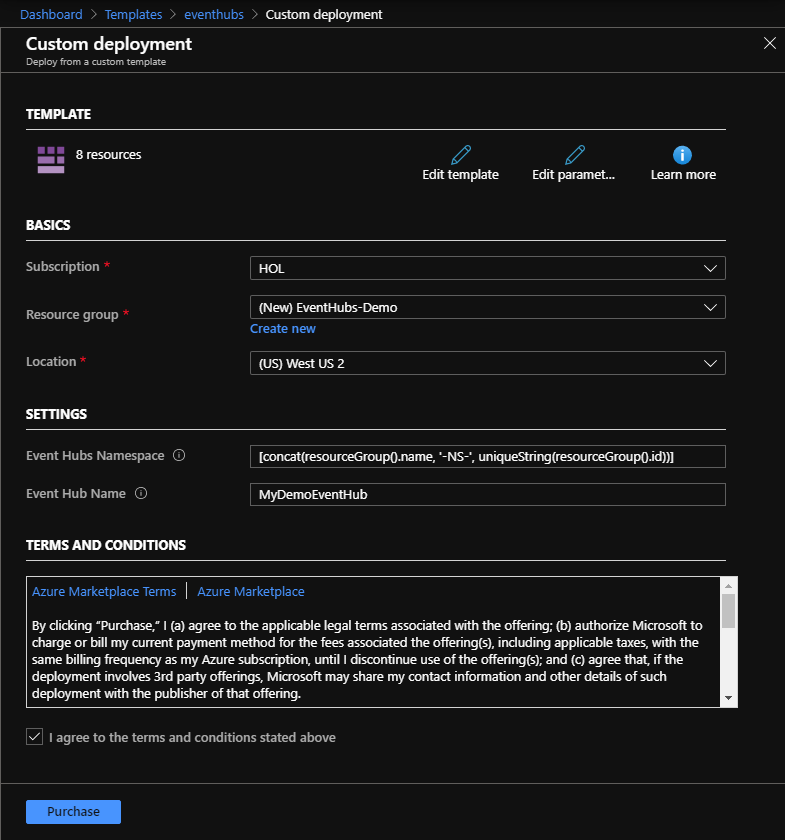 Dashboard > Templates > eventhubs > Custom deployment
Custom deployment
Deploy from a custom template
TEMPLATE
8 resources
Edit template
Edit paramet...
Learn more
BASICS
Subscription *
HOL
Resource group *
(New) EventHubs-Demo
Create new
Location *
(US) West US 2
SETTINGS
Event Hubs Namespace
[concat(resourceGroup().name, '-NS-', uniqueString(resourceGroup().id))]
Event Hub Name
MyDemoEventHub
TERMS AND CONDITIONS
Azure Marketplace Terms | Azure Marketplace
By clicking “Purchase,” I (a) agree to the applicable legal terms associated with the offering; (b) authorize Microsoft to
charge or bill my current payment method for the fees associated the offering(s), including applicable taxes, with the
same billing frequency as my Azure subscription, until I discontinue use of the offering(s); and (c) agree that, if the
deployment involves 3rd party offerings, Microsoft may share my contact information and other details of such
deployment with the publisher of that offering.
I agree to the terms and conditions stated above
Purchase